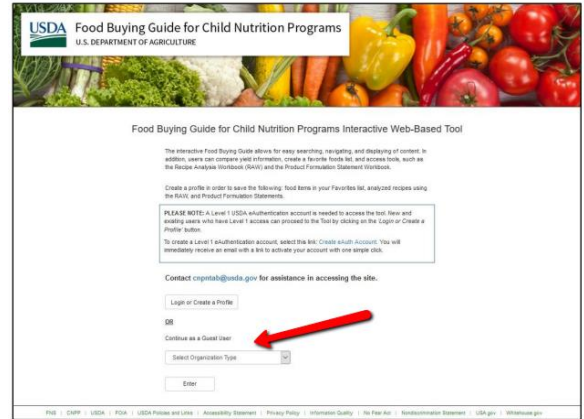 USDA
Food Buying Guide for Child Nutrition Programs
U.S. DEPARTMENT OF AGRICULTURE
Food Buying Guide for Child Nutrition Programs Interactive Web-Based Tool
The interactive Food Buying Guide allows for easy searching, navigating, and displaying of content. In
addition, users can compare yield information, create a favorite foods list, and access tools, such as
the Recipe Analysis Workbook (RAW) and the Product Formulation Statement Workbook.
Create a profile in order to save the following: food items in your Favorites list, analyzed recipes using
the RAW, and Product Formulation Statements.
PLEASE NOTE: A Level 1 USDA eAuthentication account is needed to access the tool. New and
existing users who have Level 1 access can proceed to the Tool by clicking on the 'Login or Create a
Profile' button.
To create a Level 1 eAuthentication account, select this link: Create eAuth Account. You will
immediately receive an email with a link to activate your account with one simple click.
Contact cnpntab@usda.gov for assistance in accessing the site.
Login or Create a Profile
OR
Continue as a Guest User
Select Organization Type
Enter
FNS | CNPP | USDA | FOIA | USDA Policies and Links | Accessibility Statement | Privacy Policy | Information Quality | No Fear Act | Nondiscrimination Statement | USA.gov | Whitehouse.gov